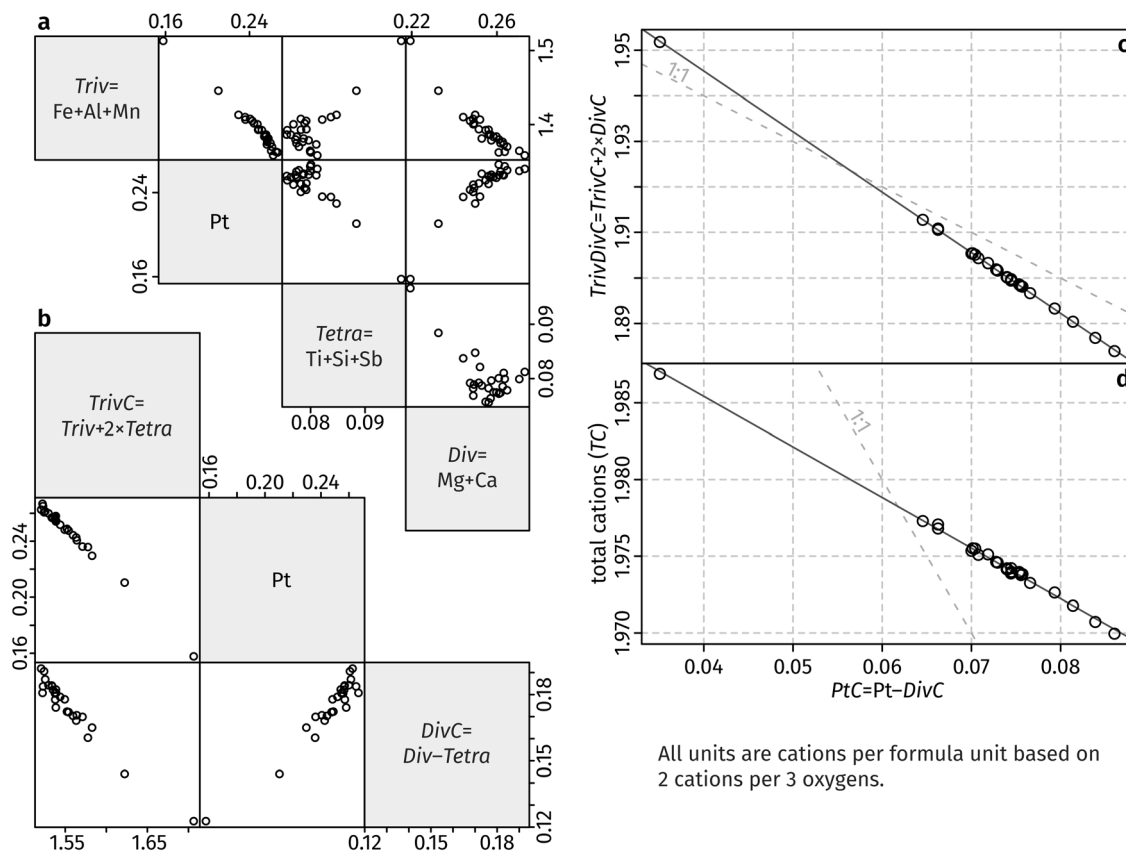 a
0.16
0.24
0.22
0.26
Triv=
Fe+Al+Mn
1.5
1.4
0.24
0.16
Pt
Tetra=
Ti+Si+Sb
0.09
0.08
0.08
0.09
Div=
Mg+Ca
b
TrivC=
Triv+2×Tetra
0.16
0.20
0.24
0.24
0.20
0.16
Pt
DivC=
Div–Tetra
0.18
0.15
0.12
1.55
1.65
0.12
0.15
0.18
c
1:1
1.95
1.93
1.91
1.89
TrivDivC=TrivC+2×DivC
d
1:1
1.985
1.980
1.975
1.970
total cations (TC)
0.04
0.05
0.06
0.07
0.08
PtC=Pt–DivC
All units are cations per formula unit based on
2 cations per 3 oxygens.